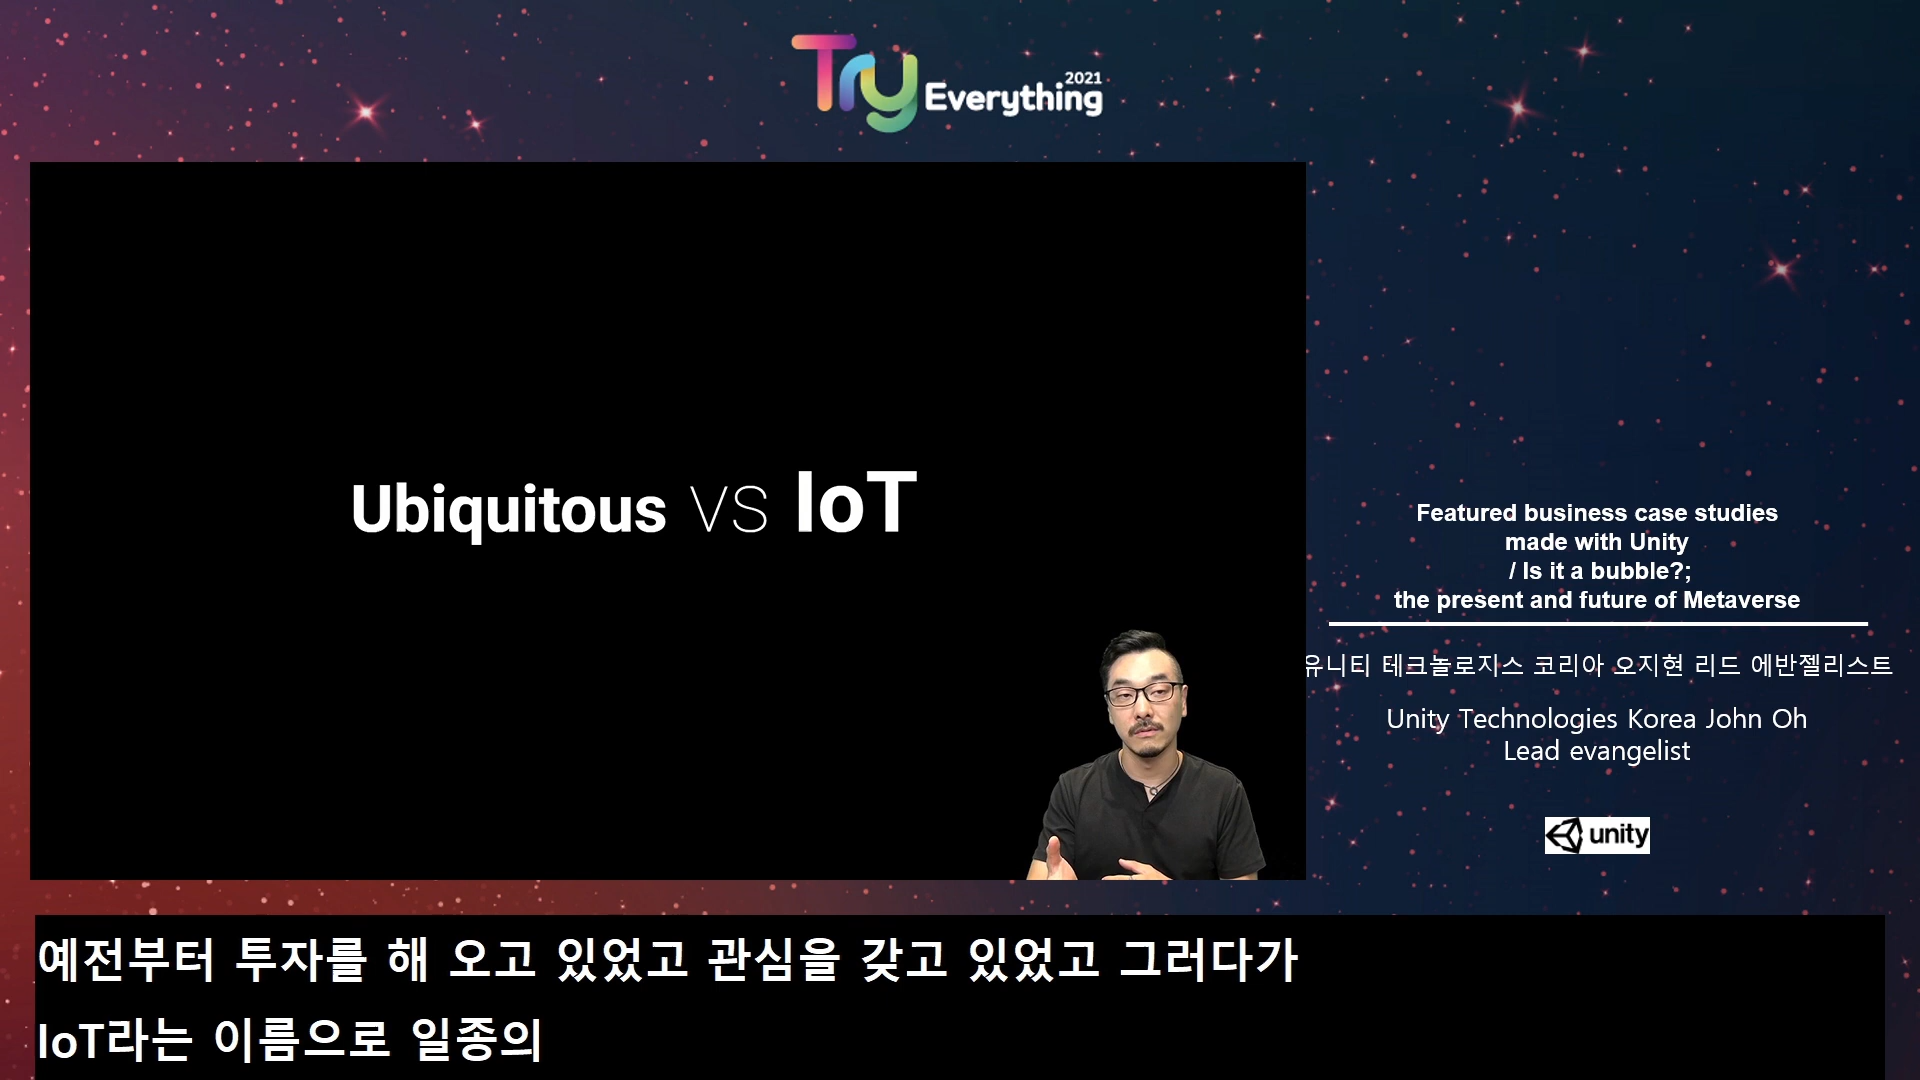 Try Everything 2021
Ubiquitous VS IoT
Featured business case studies
made with Unity
/ Is it a bubble?;
the present and future of Metaverse
유니티 테크놀로지스 코리아 오지현 리드 에반젤리스트
Unity Technologies Korea John Oh
Lead evangelist
unity
예전부터 투자를 해 오고 있었고 관심을 갖고 있었고 그러다가
IoT라는 이름으로 일종의